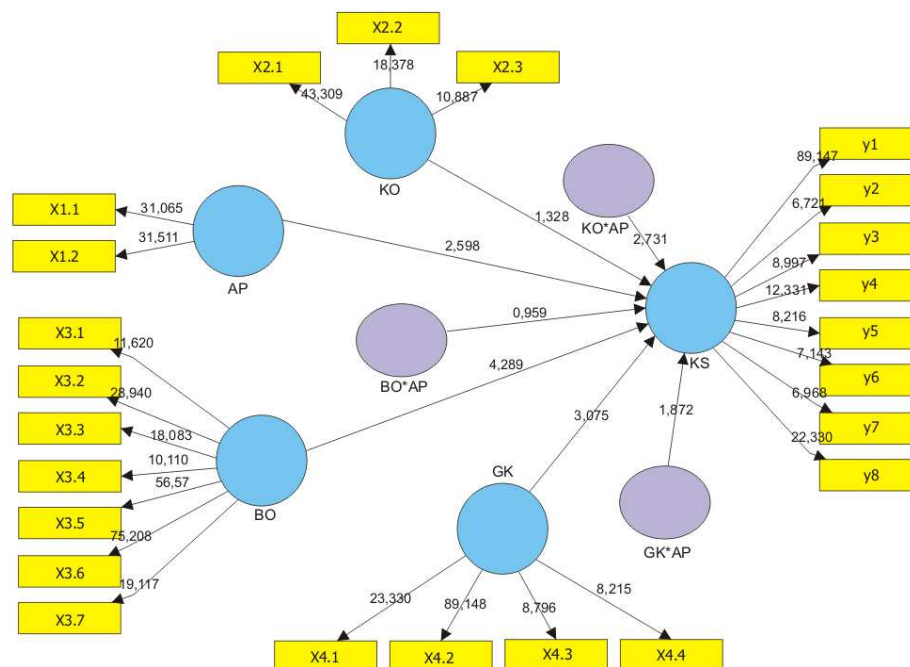 X2.2
X2.1
X2.3
18,378
43,309
10,887
KO
X1.1
31,065
X1.2
31,511
AP
2,598
1,328
KO*AP
2,731
y1
89,147
y2
6,721
y3
8,997
y4
12,331
y5
8,216
y6
7,143
y7
6,968
y8
22,330
KS
0,959
BO*AP
4,289
3,075
1,872
GK*AP
X3.1
11,620
X3.2
28,940
X3.3
18,083
X3.4
10,110
X3.5
56,57
X3.6
75,208
X3.7
19,117
BO
GK
23,330
89,148
8,796
8,215
X4.1
X4.2
X4.3
X4.4